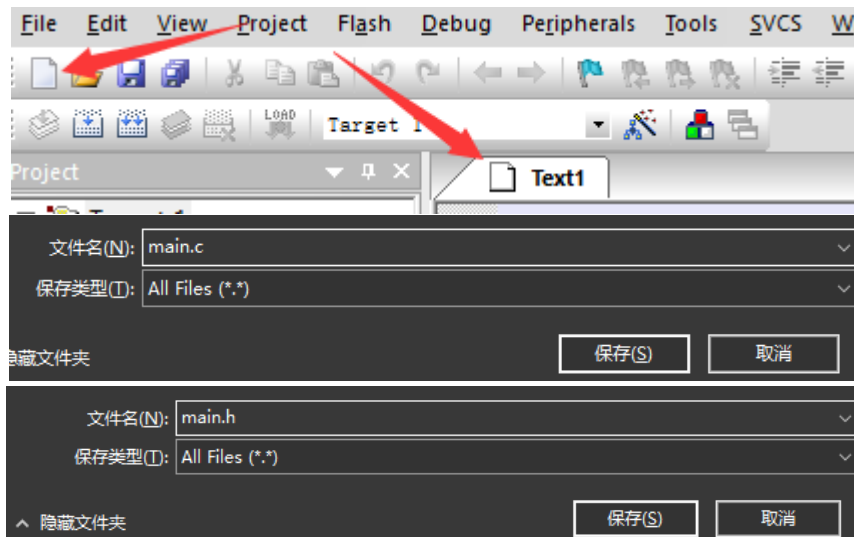 File Edit View Project Flash Debug Peripherals Tools SVCS W
LOAD
Target 1
Project
Text1
文件名(N): main.c
保存类型(T): All Files (*.*)
隐藏文件夹 保存(S) 取消
文件名(N): main.h
保存类型(T): All Files (*.*)
隐藏文件夹 保存(S) 取消